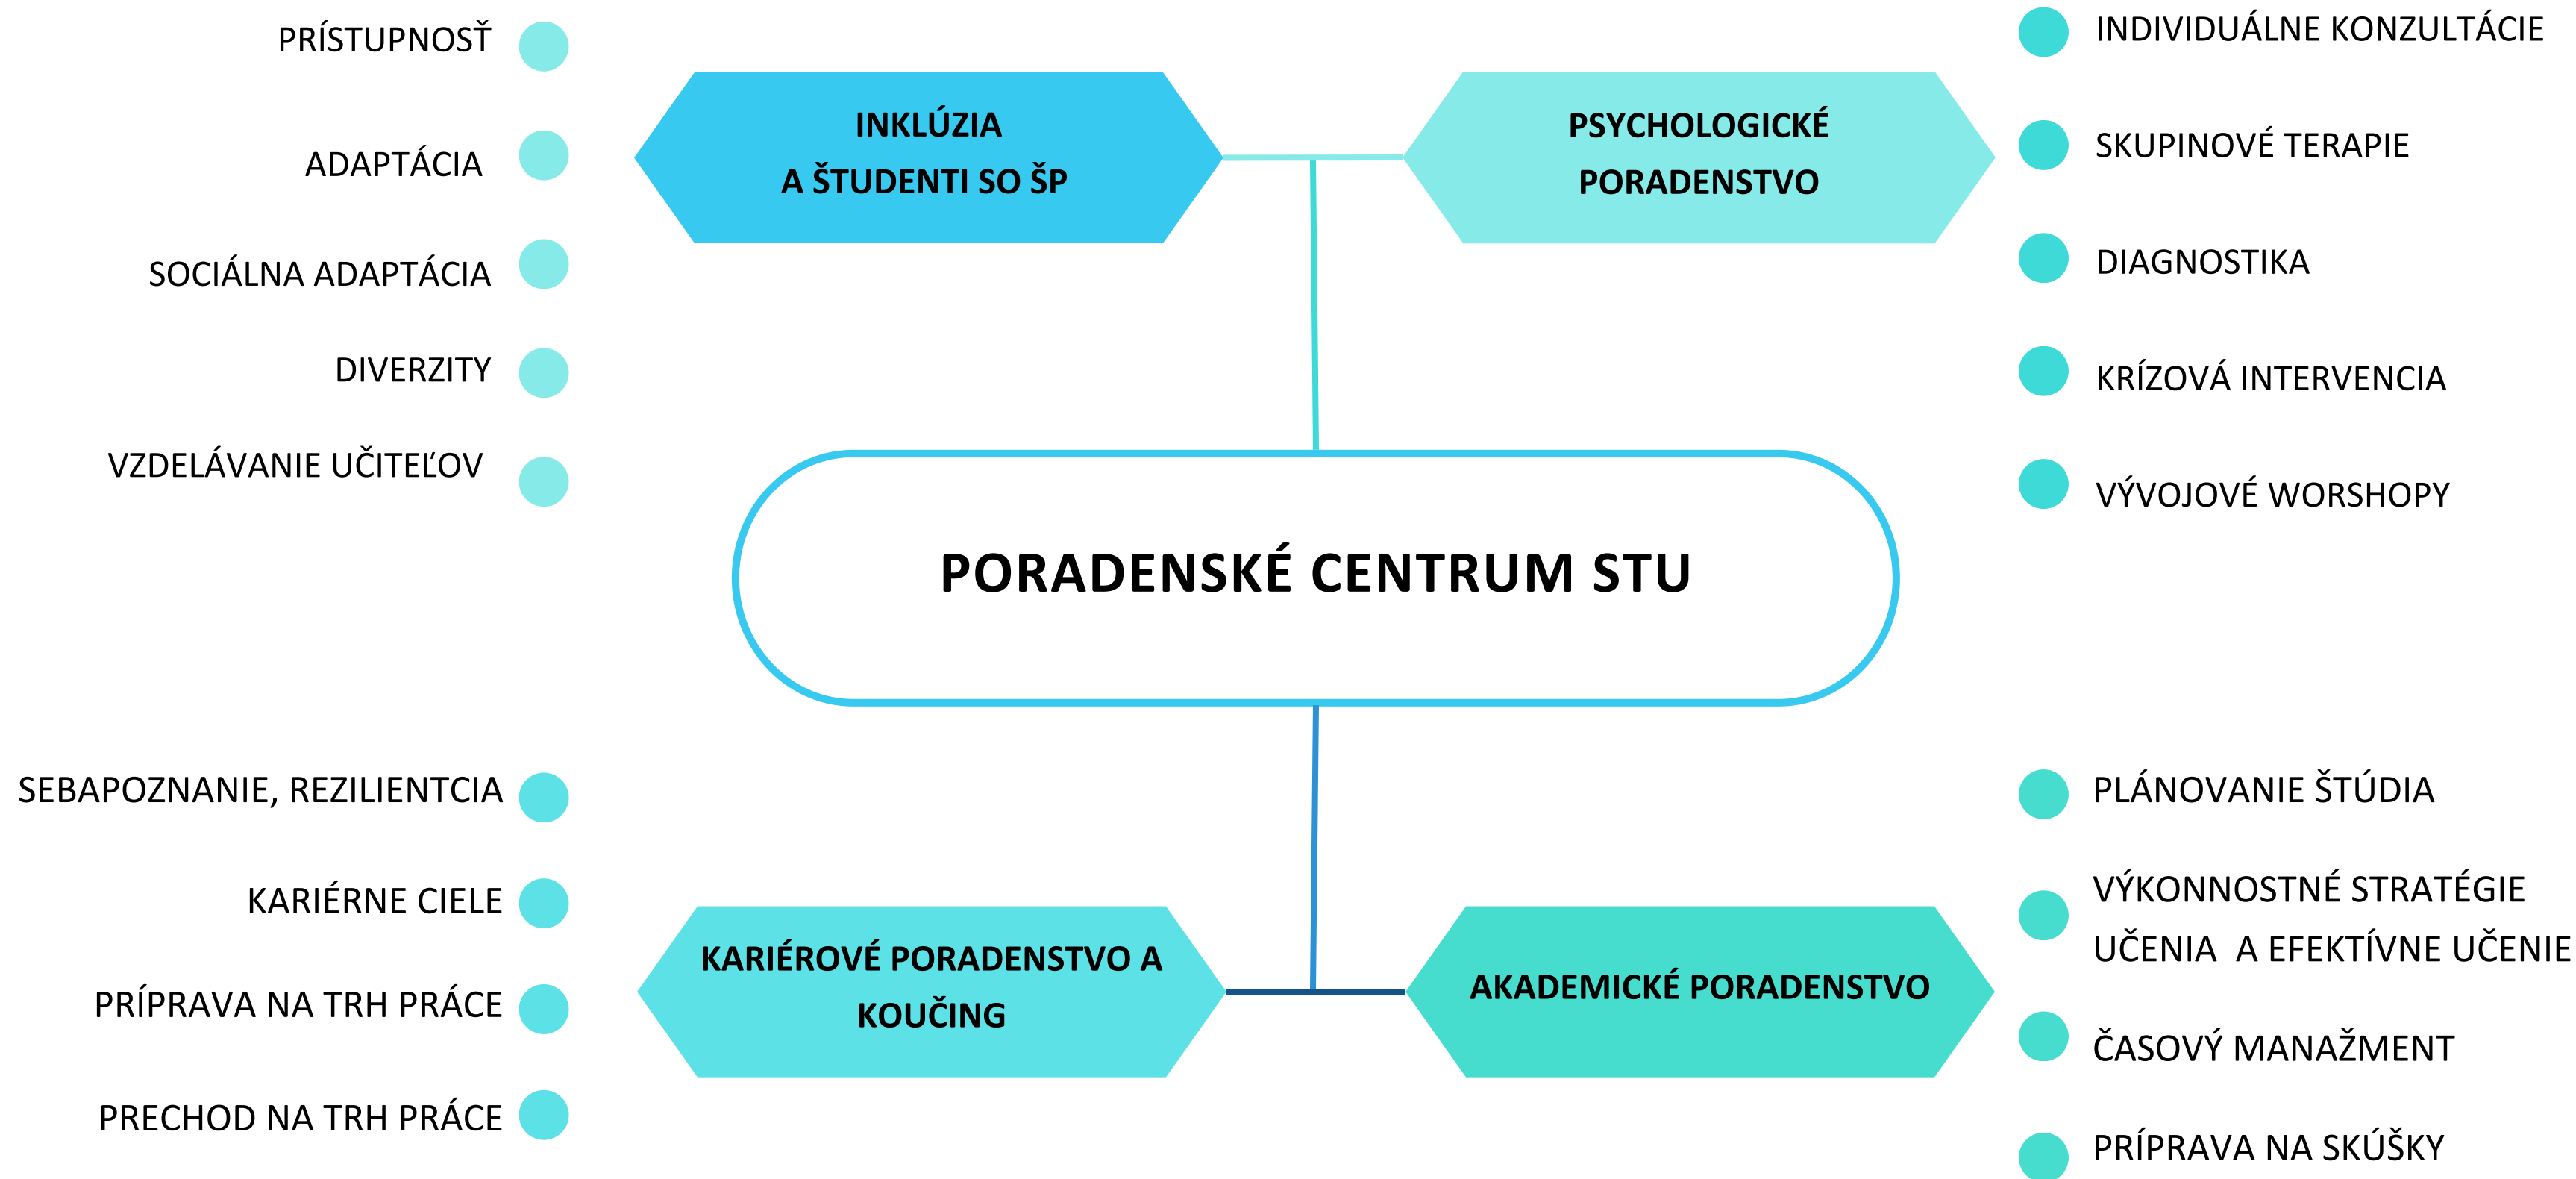 PRÍSTUPNOSŤ
ADAPTÁCIA
SOCIÁLNA ADAPTÁCIA
DIVERZITY
VZDELÁVANIE UČITEĽOV
INKLÚZIA
A ŠTUDENTI SO ŠP
PSYCHOLOGICKÉ
PORADENSTVO
INDIVIDUÁLNE KONZULTÁCIE
SKUPINOVÉ TERAPIE
DIAGNOSTIKA
KRÍZOVÁ INTERVENCIA
VÝVOJOVÉ WORSHOPY
PORADENSKÉ CENTRUM STU
SEBAPOZNANIE, REZILIENTCIA
KARIÉRNE CIELE
PRÍPRAVA NA TRH PRÁCE
PRECHOD NA TRH PRÁCE
KARIÉROVÉ PORADENSTVO A
KOUČING
AKADEMICKÉ PORADENSTVO
PLÁNOVANIE ŠTÚDIA
VÝKONNOSTNÉ STRATÉGIE
UČENIA A EFEKTÍVNE UČENIE
ČASOVÝ MANAŽMENT
PRÍPRAVA NA SKÚŠKY